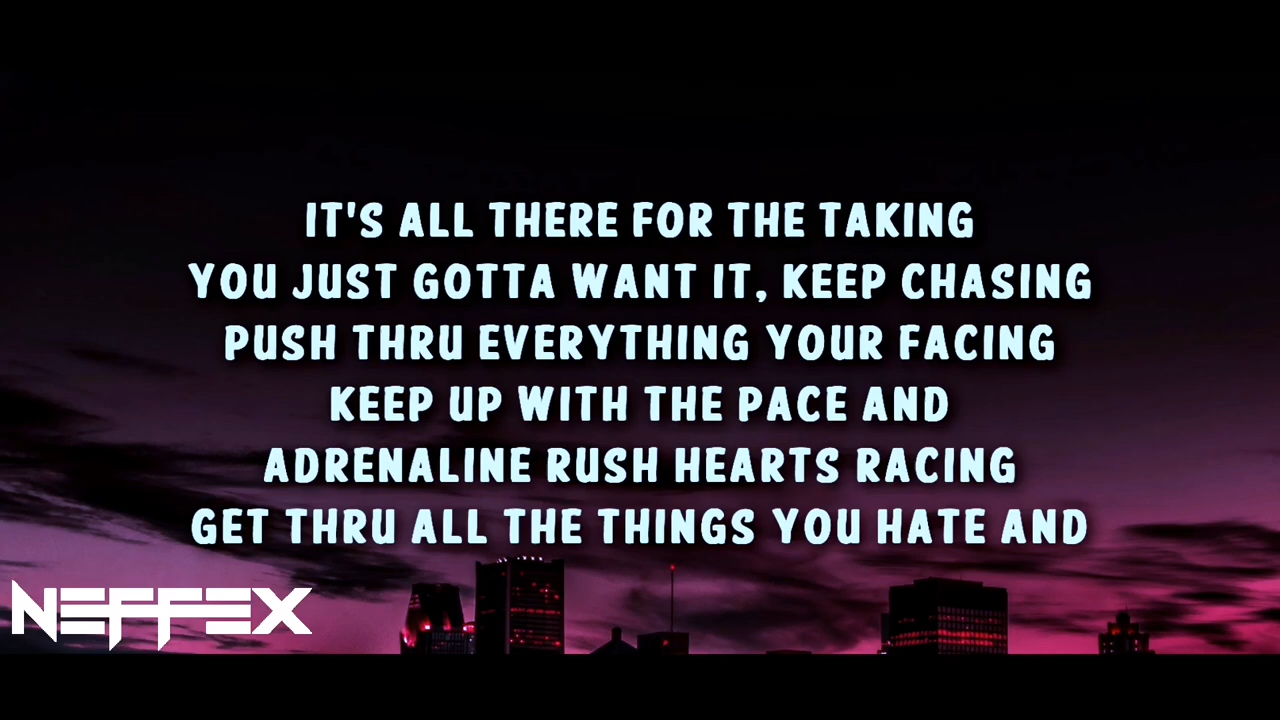 IT'S ALL THERE FOR THE TAKING
YOU JUST GOTTA WANT IT, KEEP CHASING
PUSH THRU EVERYTHING YOUR FACING
KEEP UP WITH THE PACE AND
ADRENALINE RUSH HEARTS RACING
GET THRU ALL THE THINGS YOU HATE AND
NEFFEX